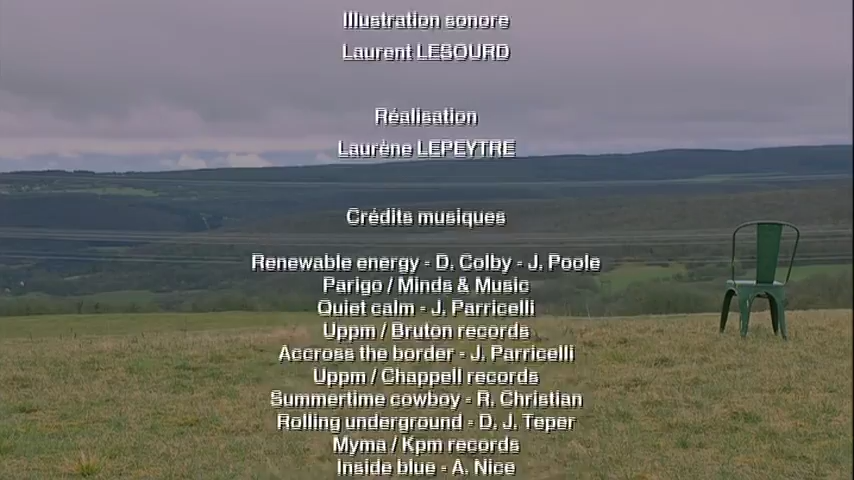 Illustration sonore
Laurent LESOURD
Réalisation
Laurène LEPEYTRE
Crédits musiques
Renewable energy - D. Colby - J. Poole
Parigo / Minds & Music
Quiet calm - J. Parricelli
Uppm / Bruton records
Accross the border - J. Parricelli
Uppm / Chappell records
Summertime cowboy - R. Christian
Rolling underground - D. J. Teper
Myma / Kpm records
Inside blue - A. Nice